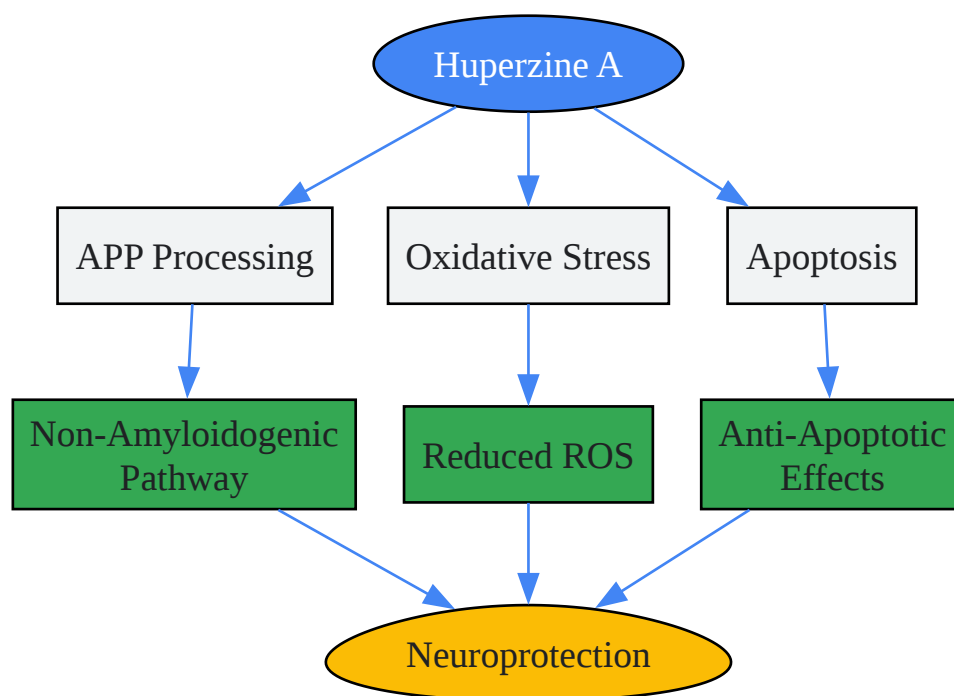 Huperzine A
APP Processing
Oxidative Stress
Apoptosis
Non-Amyloidogenic
Pathway
Reduced ROS
Anti-Apoptotic
Effects
Neuroprotection